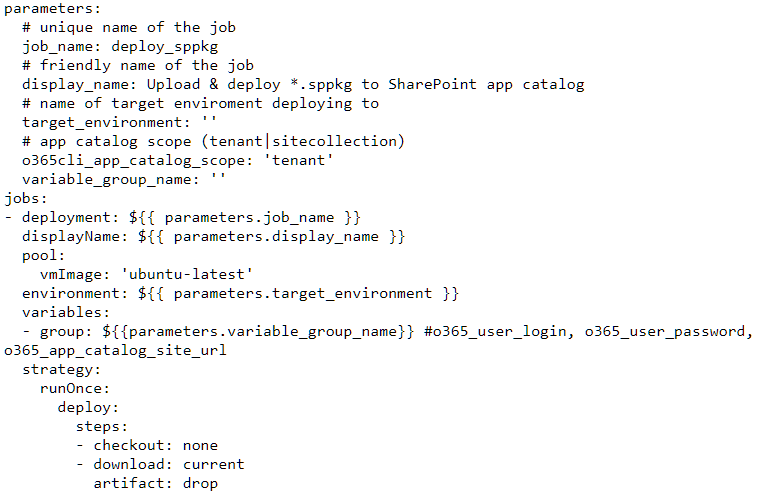 parameters:
  # unique name of the job
  job_name: deploy_sppkg
  # friendly name of the job
  display_name: Upload & deploy *.sppkg to SharePoint app catalog
  # name of target enviroment deploying to
  target_environment: ''
  # app catalog scope (tenant|sitecollection)
  o365cli_app_catalog_scope: 'tenant'
  variable_group_name: ''
jobs:
- deployment: ${{ parameters.job_name }}
  displayName: ${{ parameters.display_name }}
  pool:
    vmImage: 'ubuntu-latest'
  environment: ${{ parameters.target_environment }}
  variables:
  - group: ${{parameters.variable_group_name}} #o365_user_login, o365_user_password,
o365_app_catalog_site_url
  strategy:
    runOnce:
      deploy:
        steps:
        - checkout: none
        - download: current
          artifact: drop